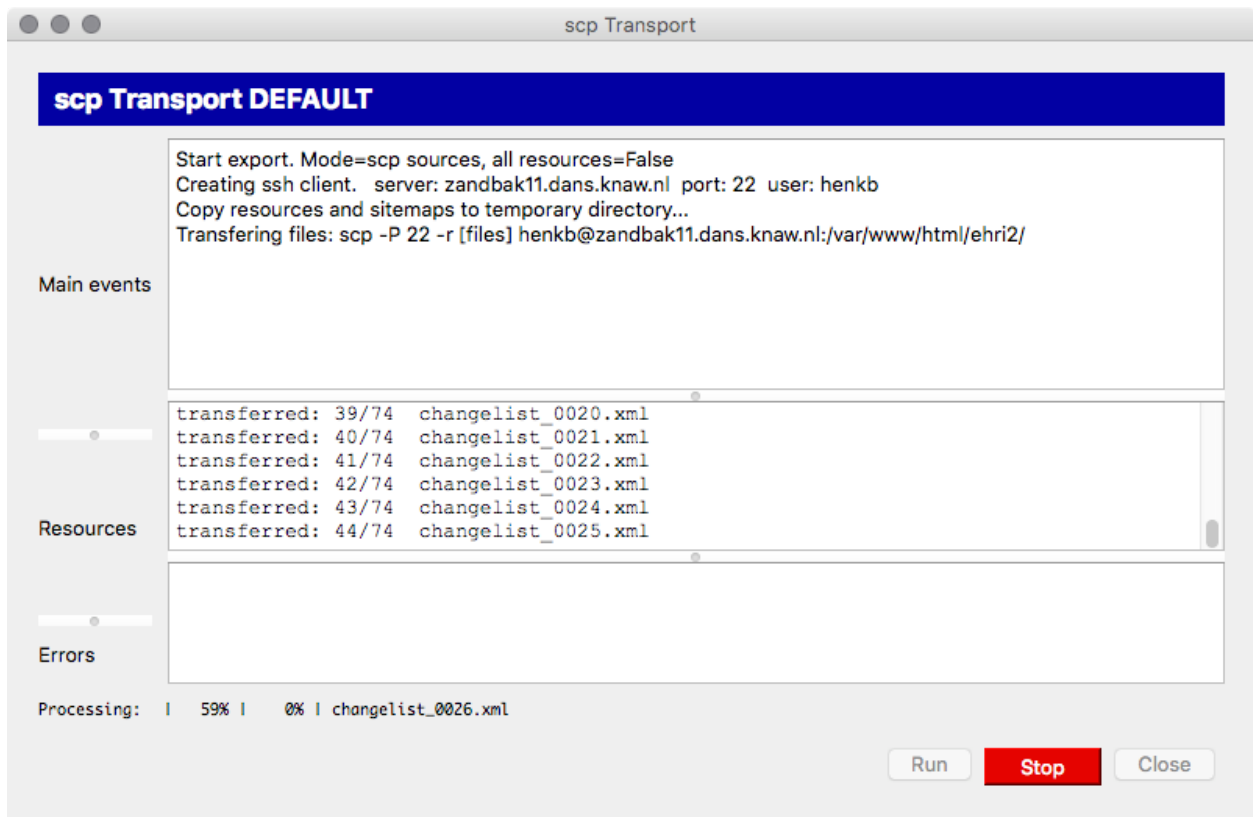 scp Transport
scp Transport DEFAULT
Main events
Start export. Mode=scp sources, all resources=False
Creating ssh client.   server: zandbak11.dans.knaw.nl  port: 22  user: henkb
Copy resources and sitemaps to temporary directory...
Transfering files: scp -P 22 -r [files] henkb@zandbak11.dans.knaw.nl:/var/www/html/ehri2/
Resources
transferred: 39/74  changelist_0020.xml
transferred: 40/74  changelist_0021.xml
transferred: 41/74  changelist_0022.xml
transferred: 42/74  changelist_0023.xml
transferred: 43/74  changelist_0024.xml
transferred: 44/74  changelist_0025.xml
Errors
Processing:  |   59% |    0% | changelist_0026.xml
Run Stop Close